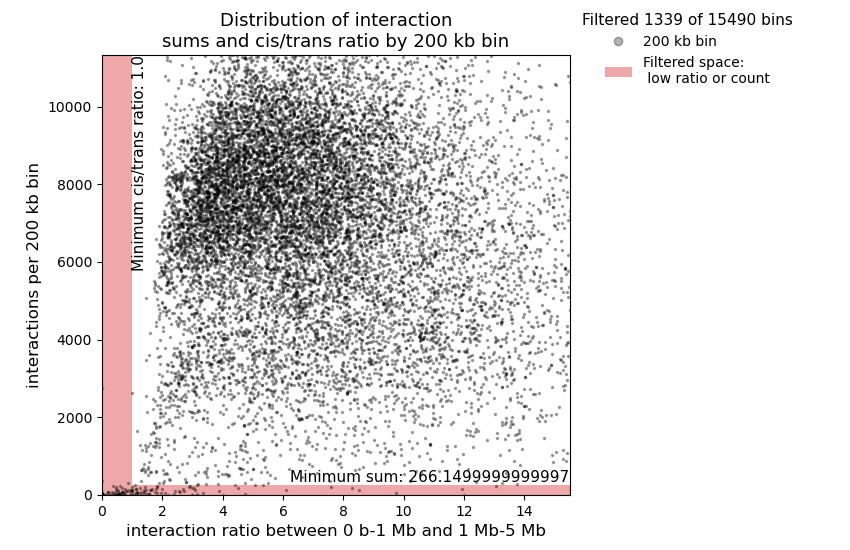 Distribution of interaction
sums and cis/trans ratio by 200 kb bin
Filtered 1339 of 15490 bins
200 kb bin
Filtered space:
low ratio or count
interactions per 200 kb bin
10000
8000
6000
4000
2000
0
Minimum cis/trans ratio: 1.0
Minimum sum: 266.1499999999997
0 2 4 6 8 10 12 14
interaction ratio between 0 b-1 Mb and 1 Mb-5 Mb